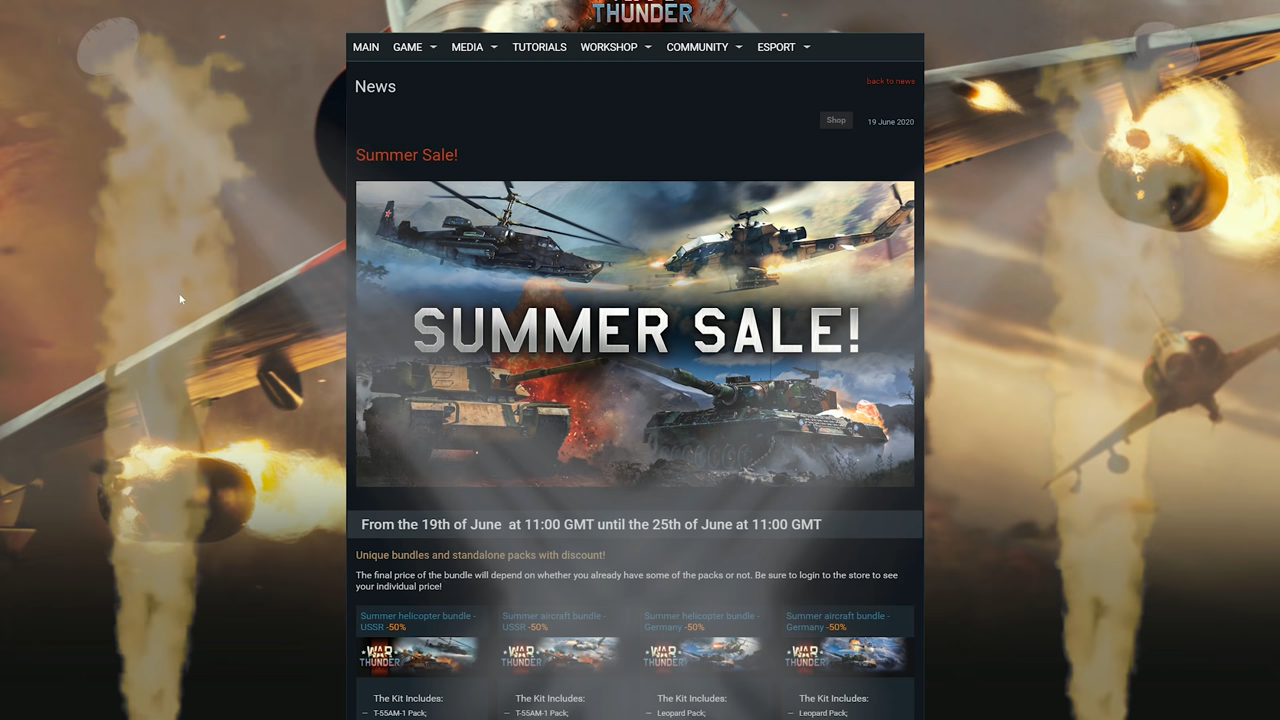 THUNDER
MAIN GAME MEDIA TUTORIALS WORKSHOP COMMUNITY ESPORT
News
back to news
Shop
19 June 2020
Summer Sale!
SUMMER SALE!
From the 19th of June at 11:00 GMT until the 25th of June at 11:00 GMT
Unique bundles and standalone packs with discount!
The final price of the bundle will depend on whether you already have some of the packs or not. Be sure to login to the store to see
your individual price!
Summer helicopter bundle -
USSR -50%
WAR
THUNDER
The Kit Includes:
— T-55AM-1 Pack;
Summer aircraft bundle -
USSR -50%
WAR
THUNDER
The Kit Includes:
— T-55AM-1 Pack;
Summer helicopter bundle -
Germany -50%
WAR
THUNDER
The Kit Includes:
— Leopard Pack;
Summer aircraft bundle -
Germany -50%
WAR
THUNDER
The Kit Includes:
— Leopard Pack;